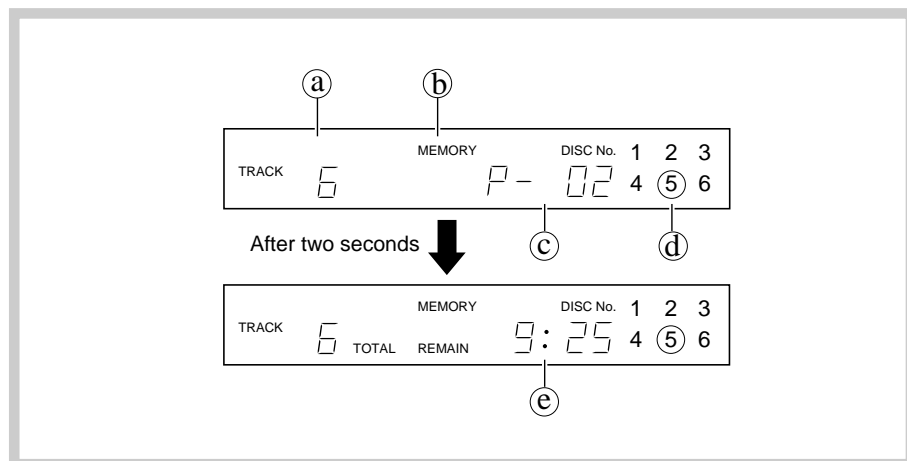 a b
MEMORY DISC No. 1 2 3
TRACK 6 P- 02 4 5 6
After two seconds c d
MEMORY DISC No. 1 2 3
TRACK 6 TOTAL REMAIN 9:25 4 5 6
e